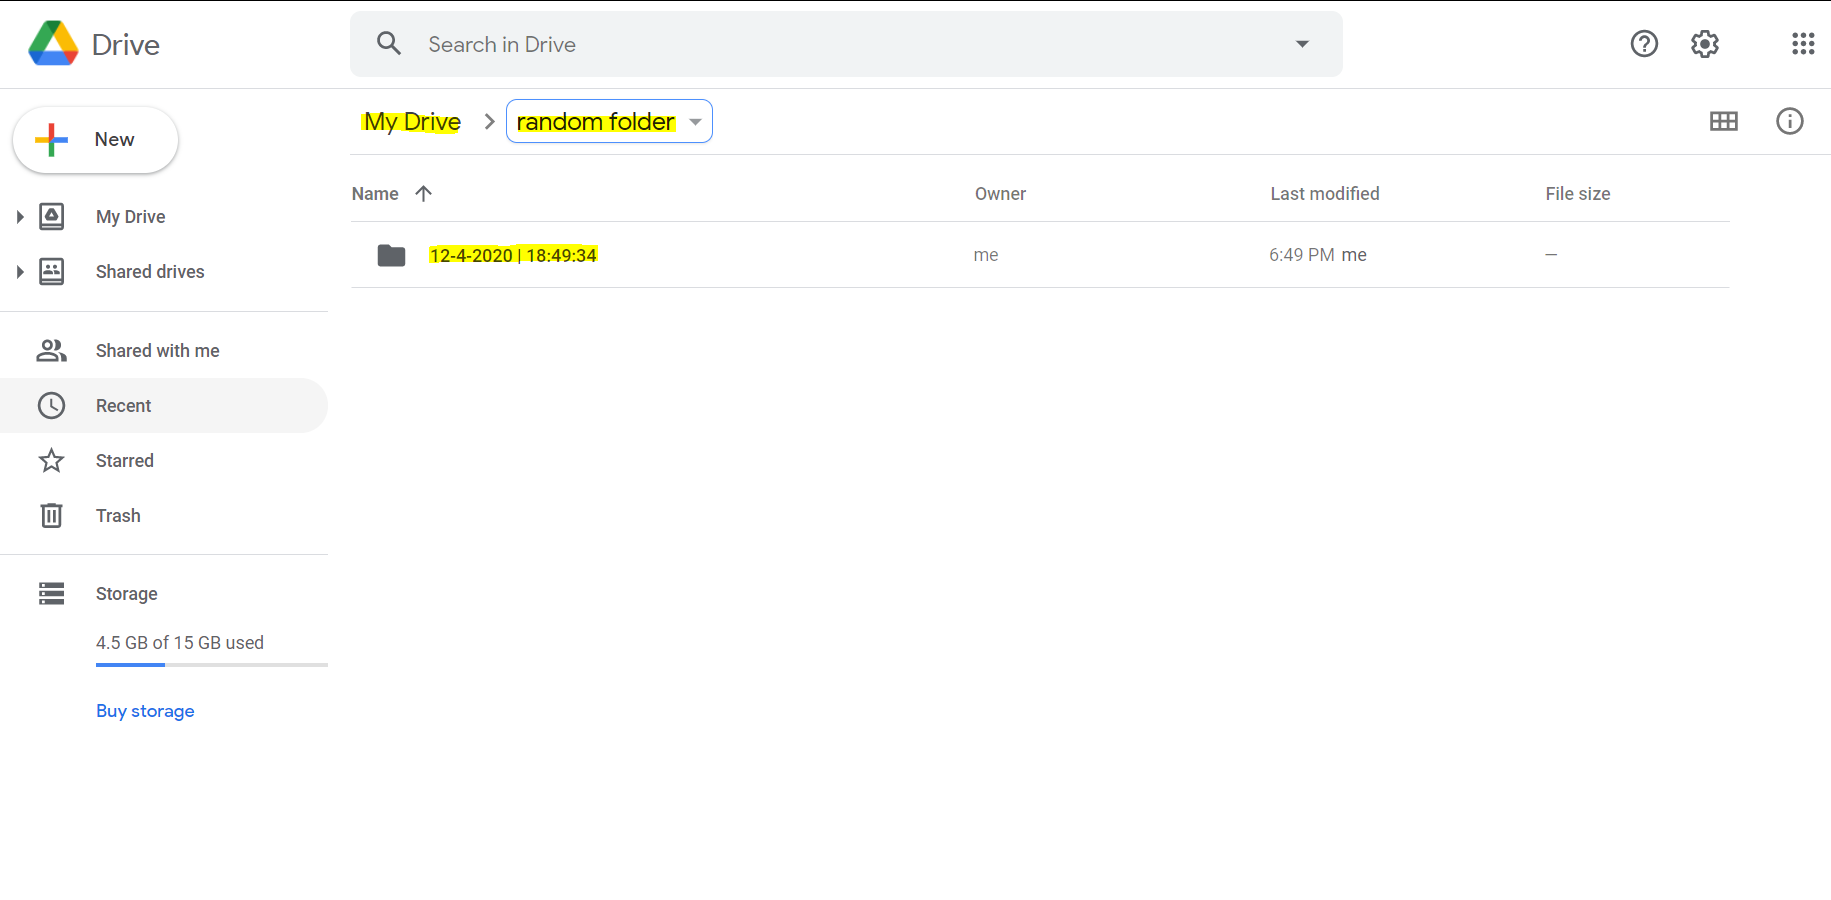 Drive
Search in Drive
New
My Drive
Shared drives
Shared with me
Recent
Starred
Trash
Storage
4.5 GB of 15 GB used
Buy storage
My Drive > random folder
Name Owner Last modified File size
12-4-2020 | 18:49:34 me 6:49 PM me —